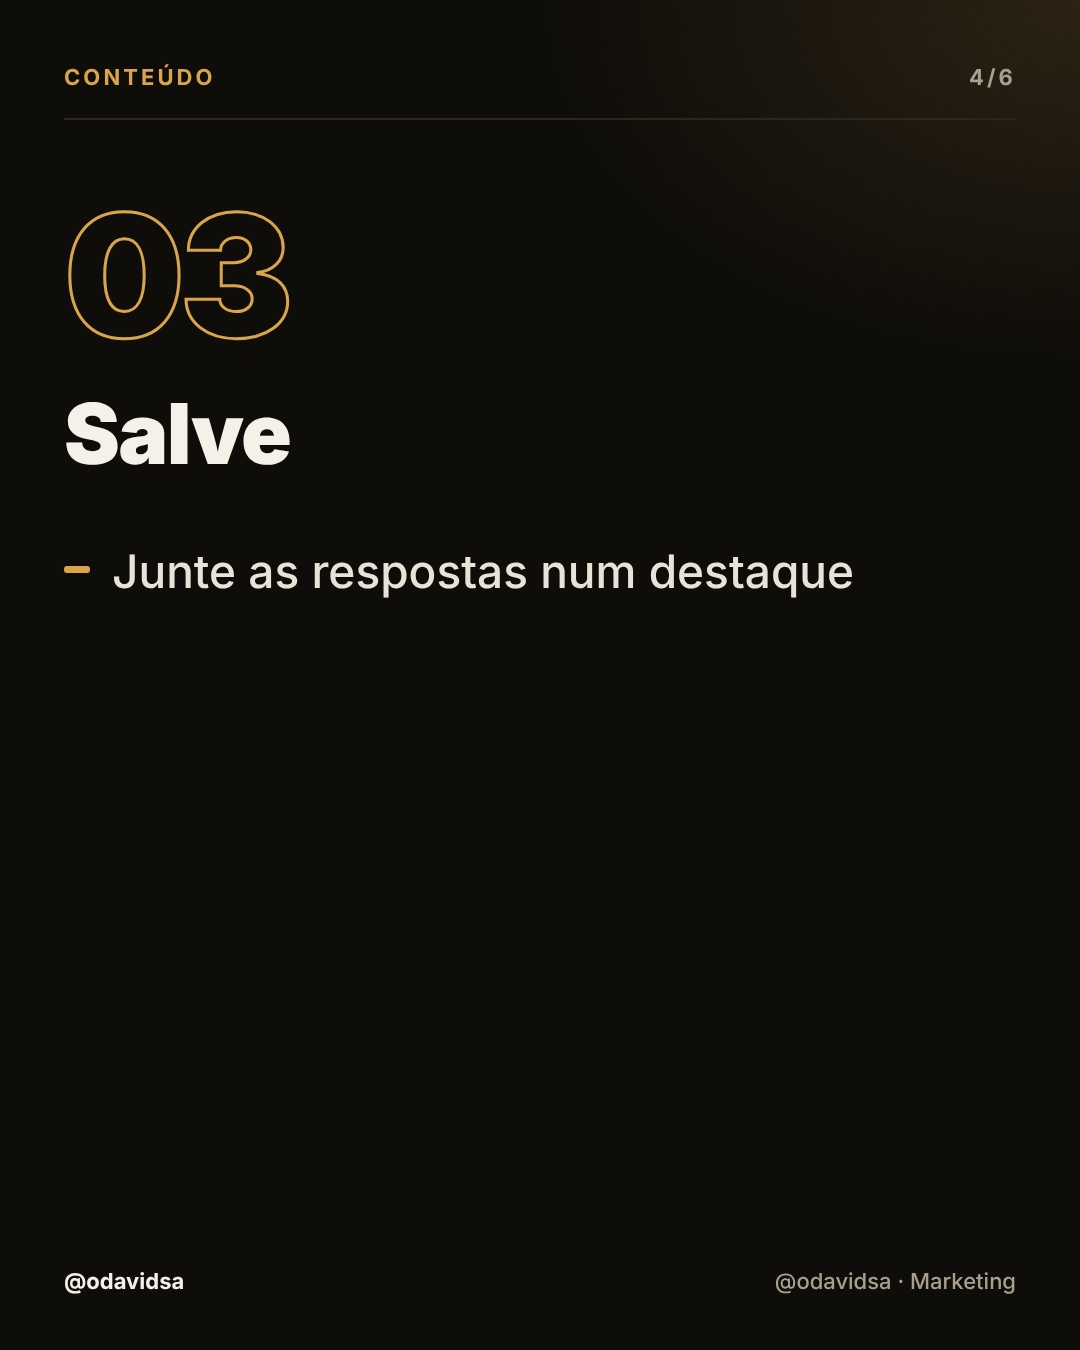 CONTEÚDO
4/6
03
Salve
– Junte as respostas num destaque
@odavidsa
@odavidsa · Marketing